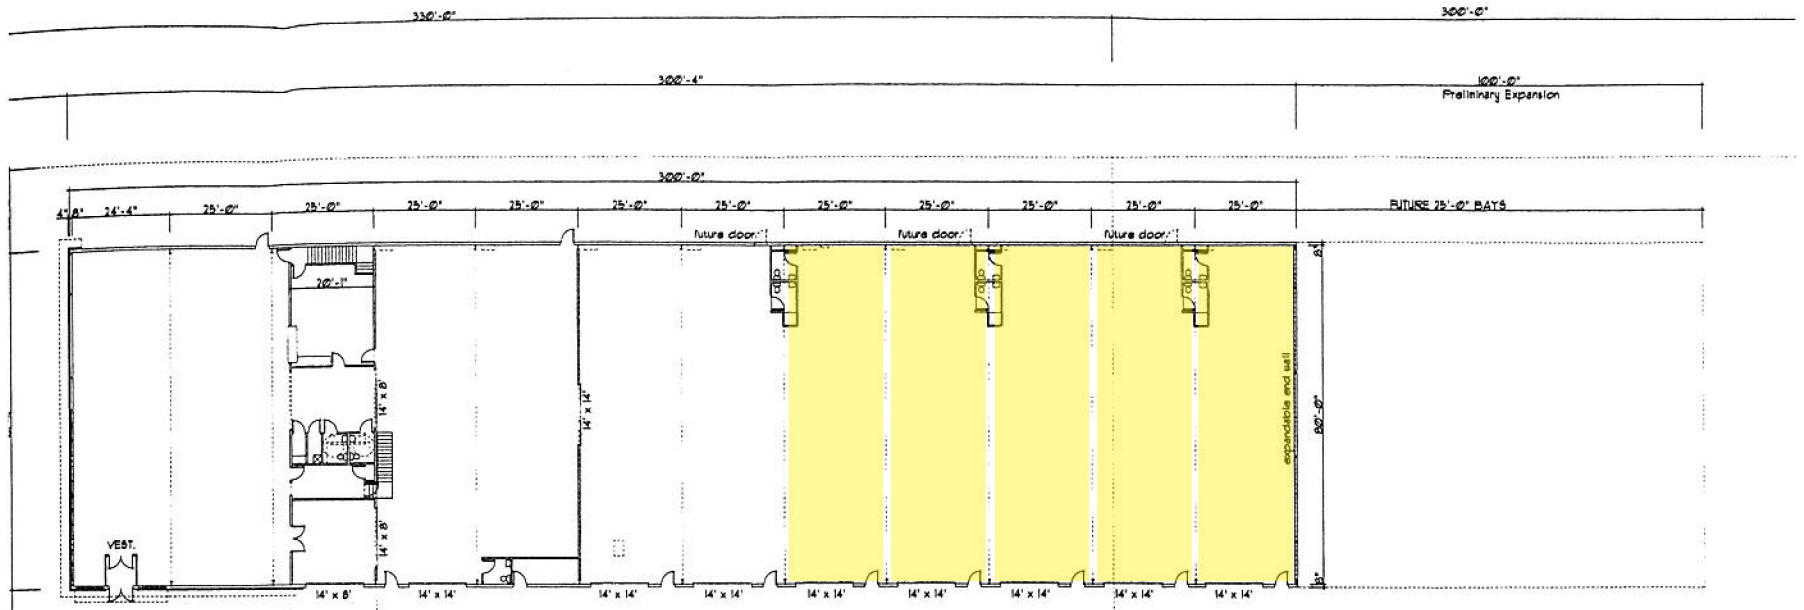 330'-0" 300'-0"
300'-4" 100'-0"
Preliminary Expansion
300'-0"
4" 8" 24'-4" 25'-0" 25'-0" 25'-0" 25'-0" 25'-0" 25'-0" 25'-0" 25'-0" 25'-0" 25'-0" 25'-0" FUTURE 25'-0" BAYS
future door future door future door
8"
20'-1"
14' x 8'
14' x 14'
expandable end wall
80'-0"
14' x 8'
VEST.
8"
14' x 8' 14' x 14' 14' x 14' 14' x 14' 14' x 14' 14' x 14' 14' x 14' 14' x 14' 14' x 14'